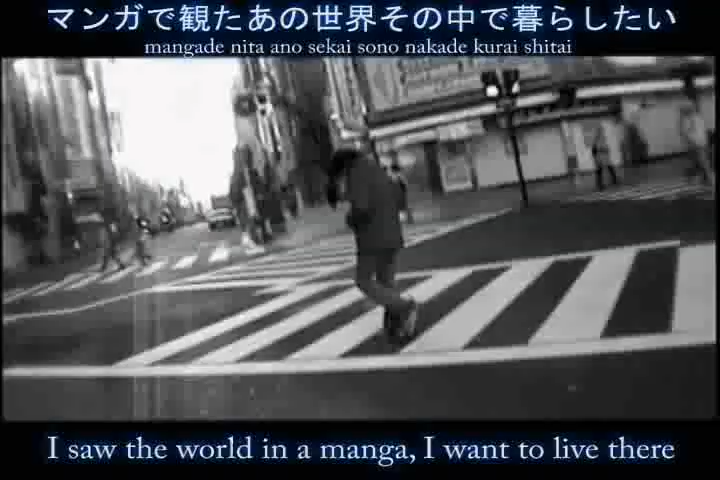 マンガで観たあの世界その中で暮らしたい
mangade nita ano sekai sono nakade kurai shitai
I saw the world in a manga, I want to live there